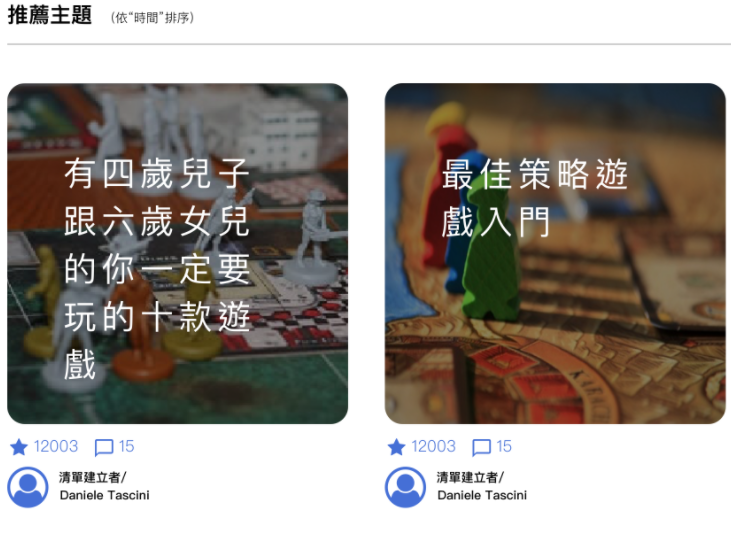 推薦主題 (依“時間”排序)
有四歲兒子
跟六歲女兒
的你一定要
玩的十款遊
戲
12003 15
清單建立者/
Daniele Tascini
最佳策略遊
戲入門
12003 15
清單建立者/
Daniele Tascini